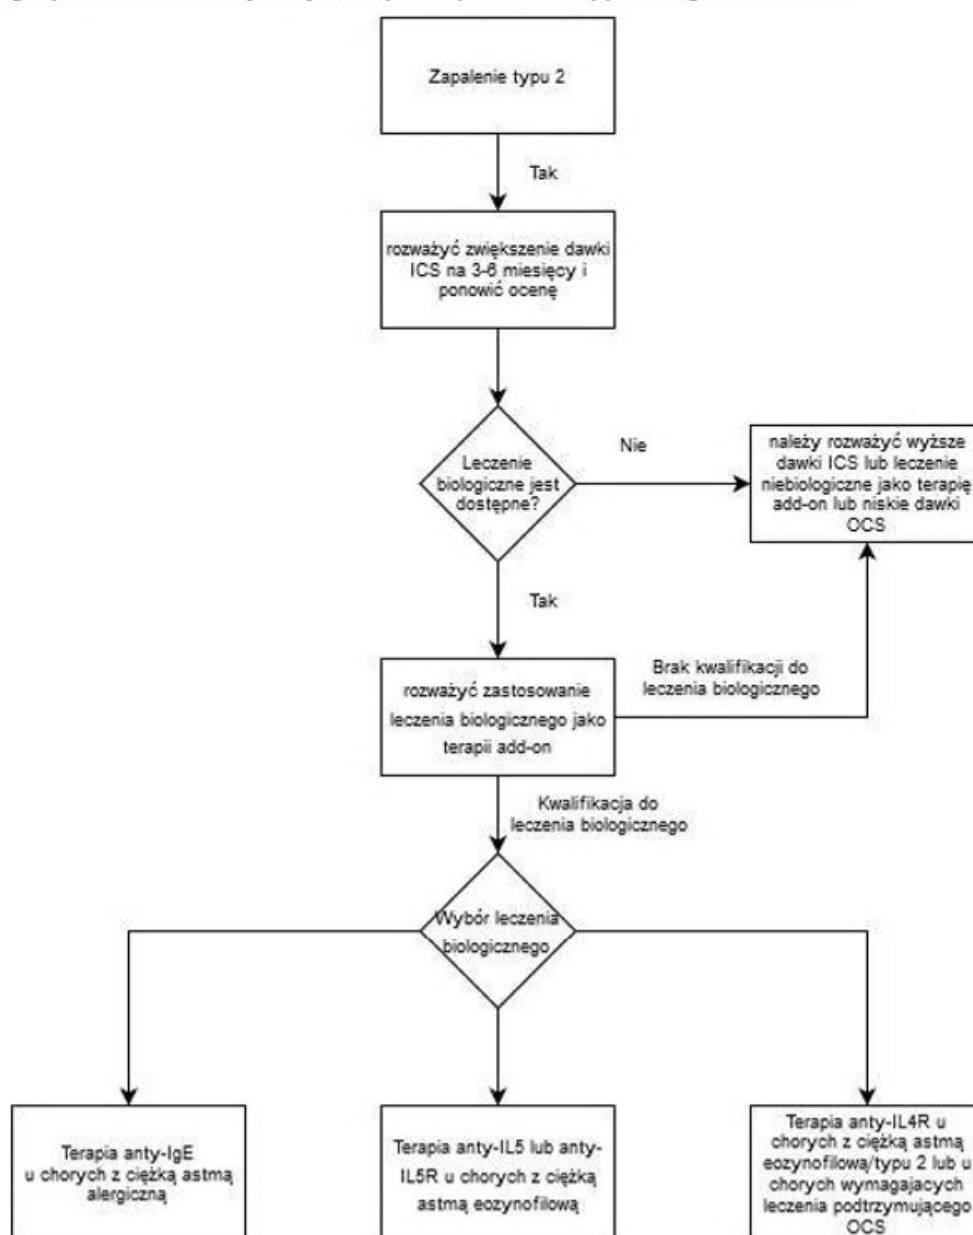 Zapalenie typu 2
Tak
rozważyć zwiększenie dawki
ICS na 3-6 miesięcy i
ponowić ocenę
Leczenie
biologiczne jest
dostępne?
Nie
należy rozważyć wyższe
dawki ICS lub leczenie
niebiologiczne jako terapię
add-on lub niskie dawki
OCS
Tak
rozważyć zastosowanie
leczenia biologicznego jako
terapii add-on
Brak kwalifikacji do
leczenia biologicznego
Kwalifikacja do
leczenia biologicznego
Wybór leczenia
biologicznego
Terapia anty-IgE
u chorych z ciężką astmą
alergiczną
Terapia anty-IL5 lub anty-
IL5R u chorych z ciężką
astmą eozynofilową
Terapia anty-IL4R u
chorych z ciężką astmą
eozynofilową/typu 2 lub u
chorych wymagajacych
leczenia podtrzymującego
OCS